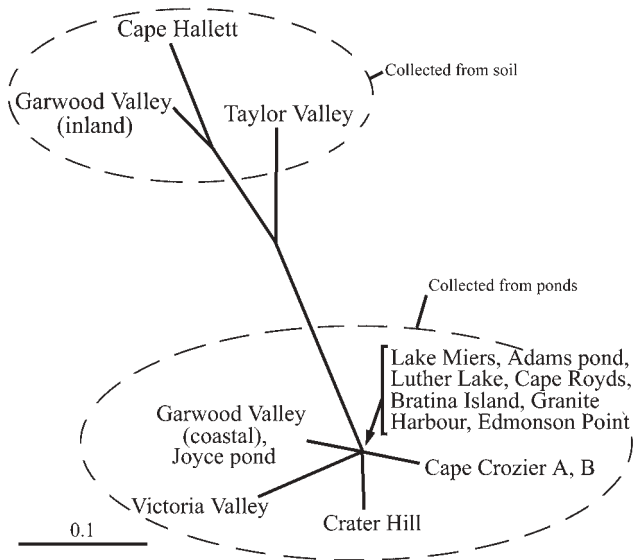 Cape Hallett
Collected from soil
Garwood Valley
(inland)
Taylor Valley
Collected from ponds
Lake Miers, Adams pond,
Luther Lake, Cape Royds,
Bratina Island, Granite
Harbour, Edmonson Point
Garwood Valley
(coastal),
Joyce pond
Cape Crozier A, B
Victoria Valley
Crater Hill
0.1